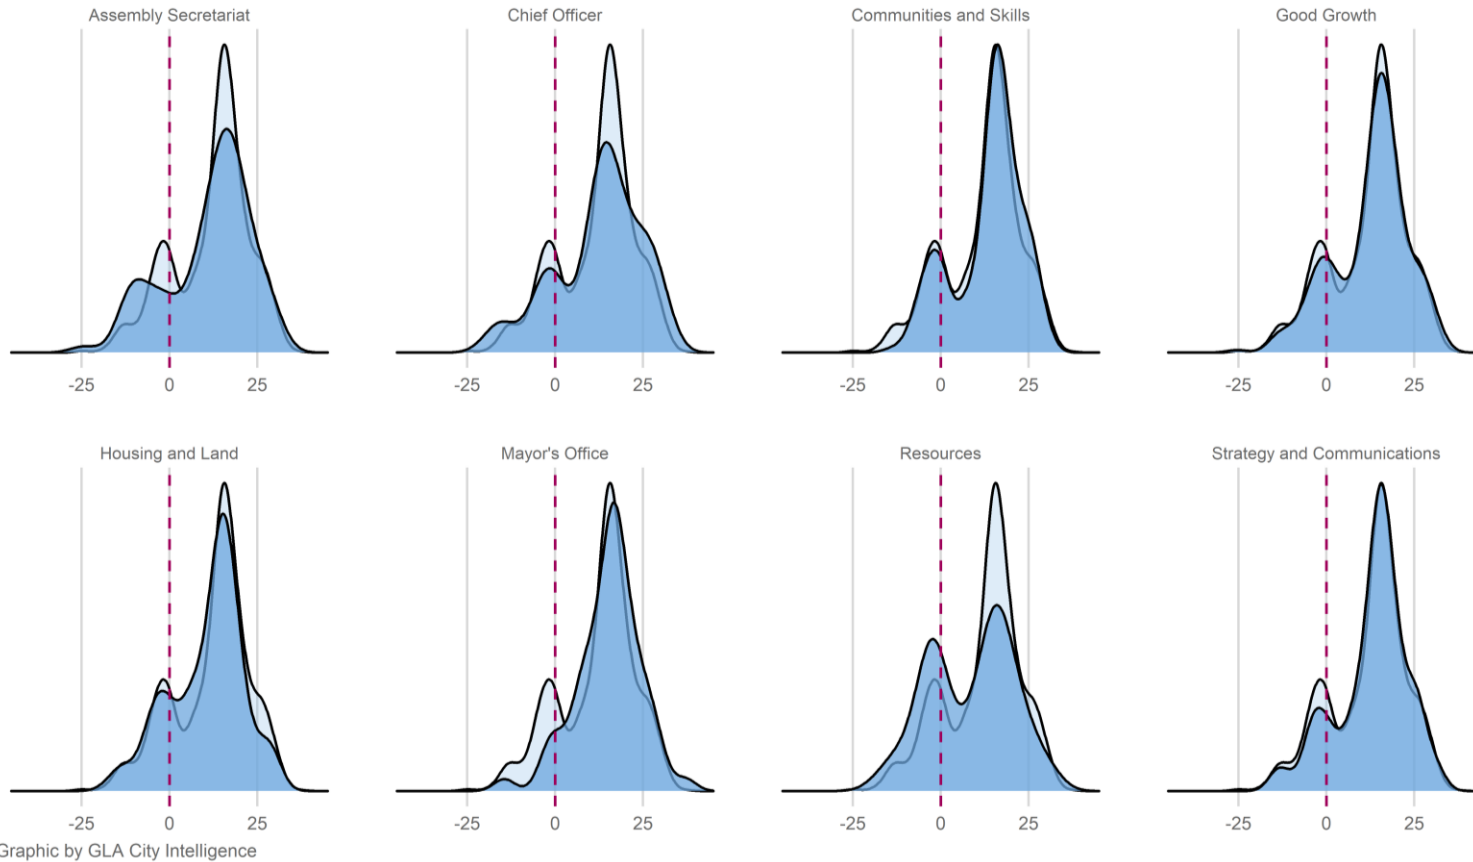 Assembly Secretariat
Chief Officer
Communities and Skills
Good Growth
-25 0 25
-25 0 25
-25 0 25
-25 0 25
Housing and Land
Mayor's Office
Resources
Strategy and Communications
-25 0 25
-25 0 25
-25 0 25
-25 0 25
Graphic by GLA City Intelligence